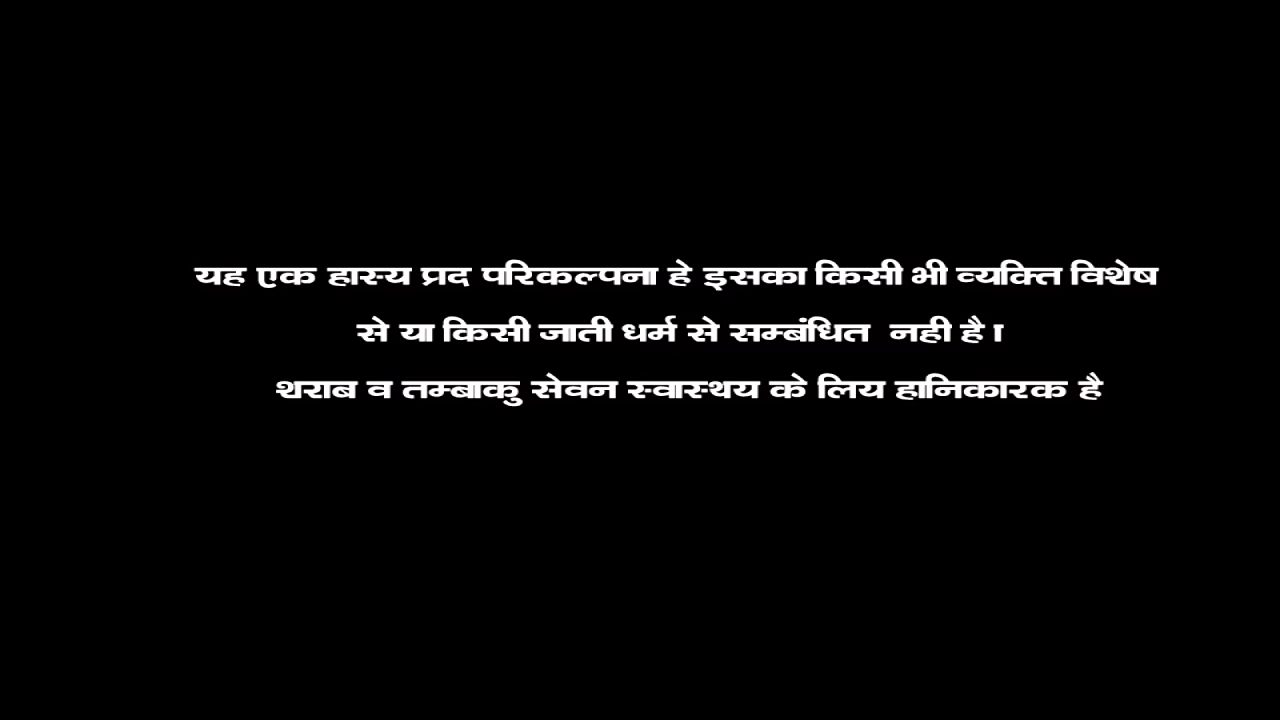 यह एक हास्य प्रद परिकल्पना हे इसका किसी भी व्यक्ति विशेष
से या किसी जाती धर्म से सम्बंधित नही है।
शराब व तम्बाकु सेवन स्वास्थय के लिय हानिकारक है